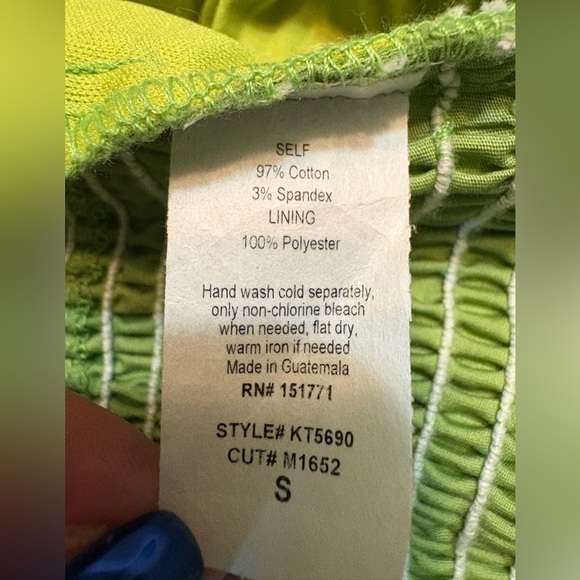 SELF
97% Cotton
3% Spandex
LINING
100% Polyester
Hand wash cold separately,
only non-chlorine bleach
when needed, flat dry,
warm iron if needed
Made in Guatemala
RN# 151771
STYLE# KT5690
CUT# M1652
S